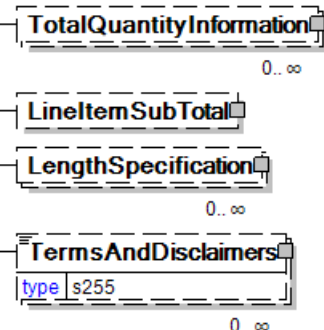 TotalQuantityInformation
0..∞
LineItemSubTotal
LengthSpecification
0..∞
TermsAndDisclaimers
type s255
0..∞